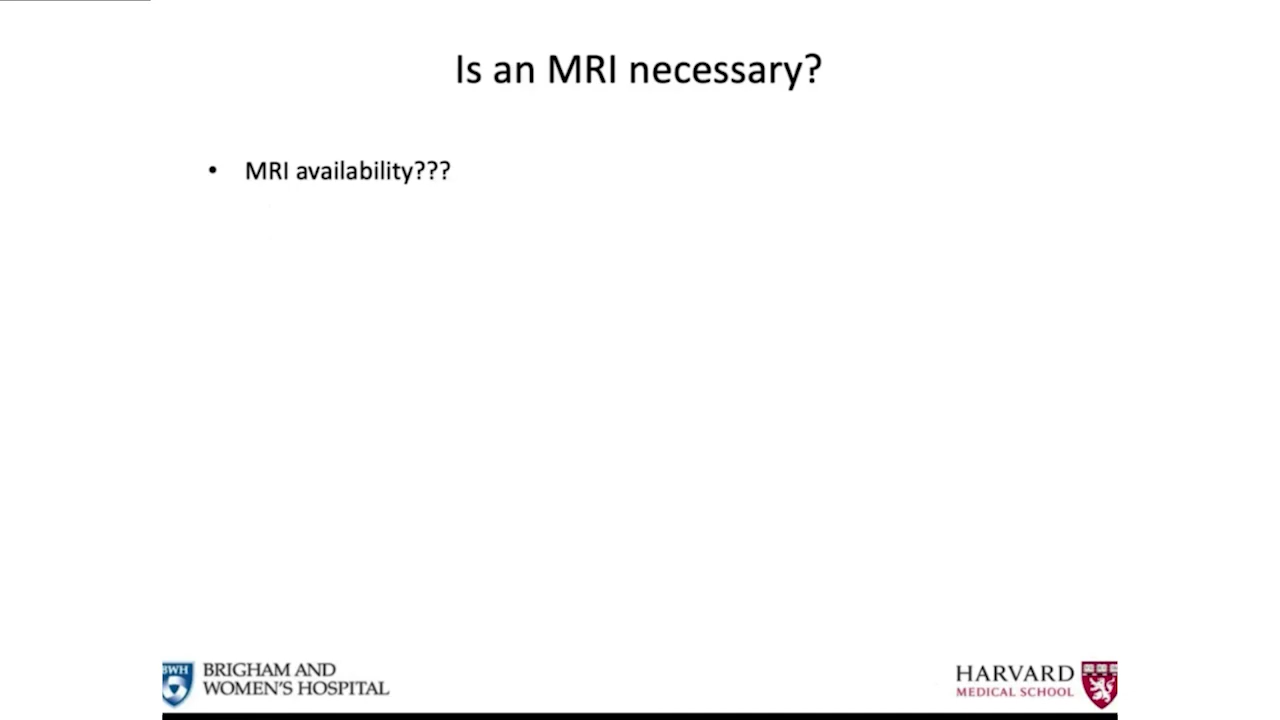 Is an MRI necessary?
• MRI availability???
BWH
BRIGHAM AND
WOMEN'S HOSPITAL
HARVARD
MEDICAL SCHOOL